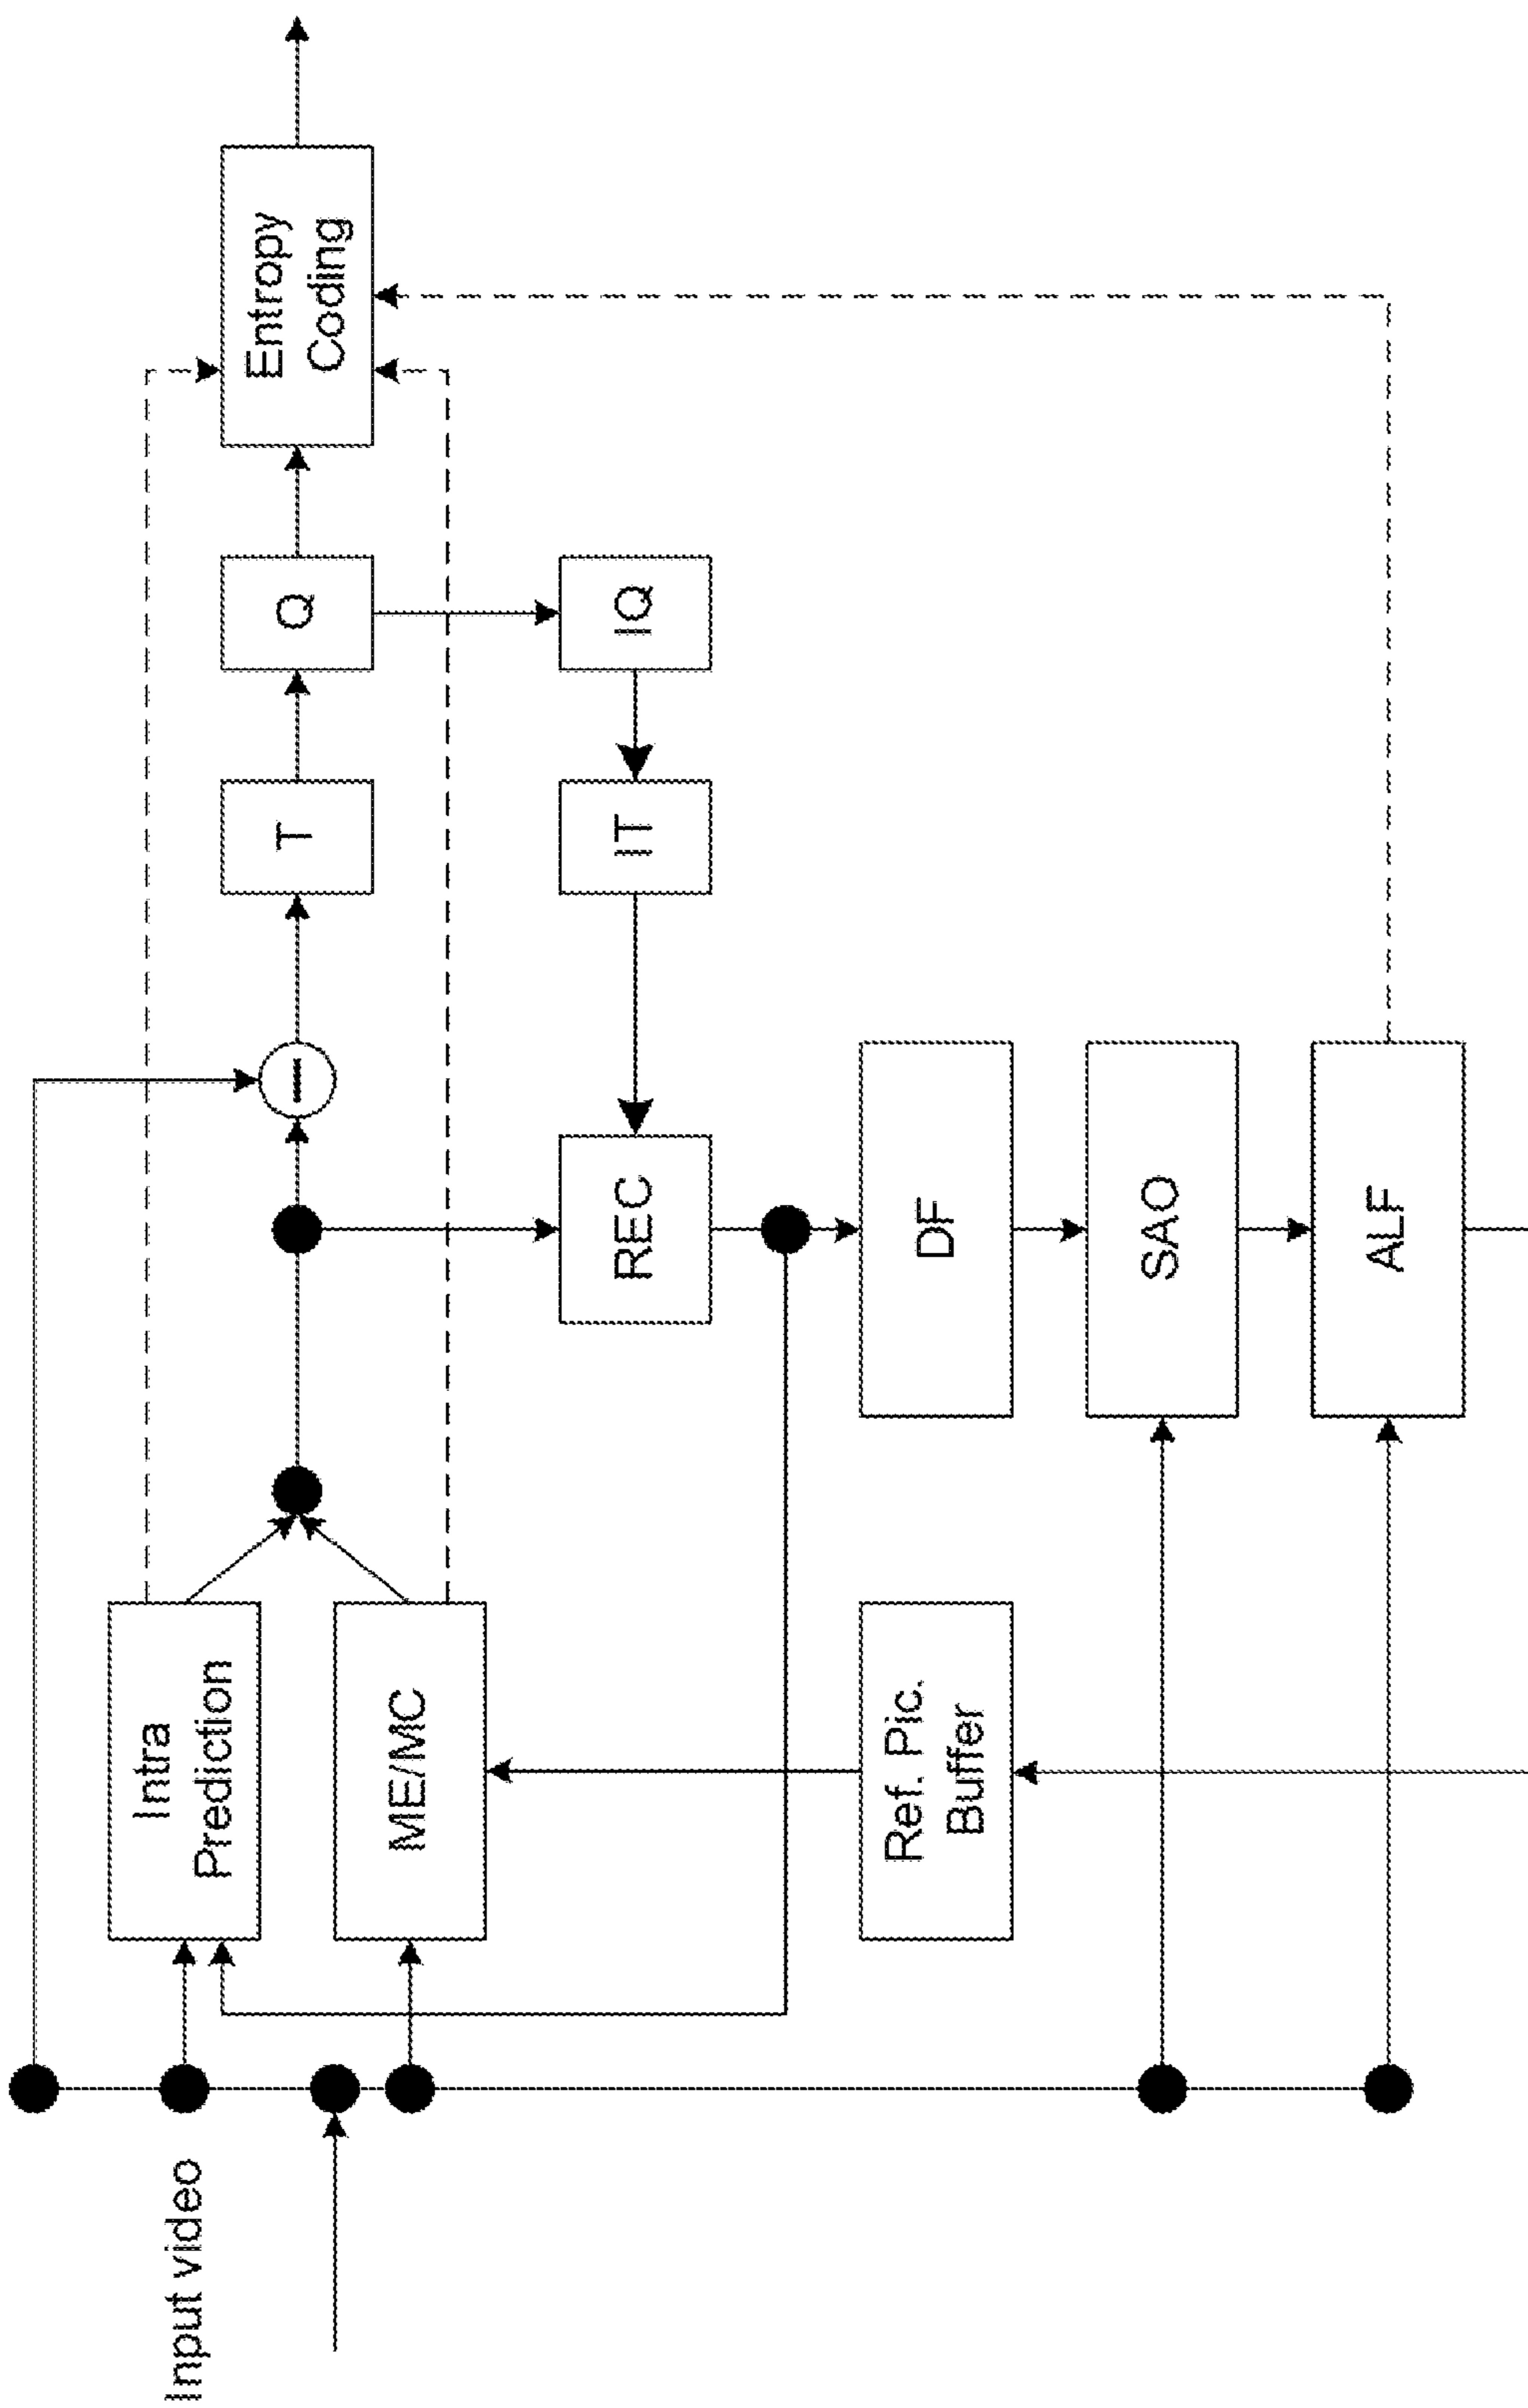 Input video
Intra
Prediction
ME/MC
T
Q
Entropy
Coding
IQ
IT
REC
Ref. Pic.
Buffer
DF
SAO
ALF